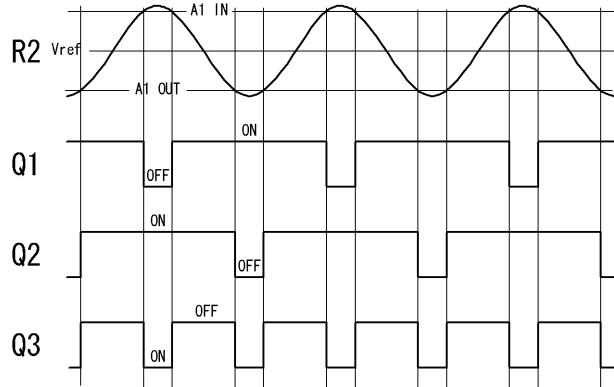 A1 IN
R2 Vref
A1 OUT
ON
Q1
OFF
ON
Q2
OFF
OFF
Q3
ON